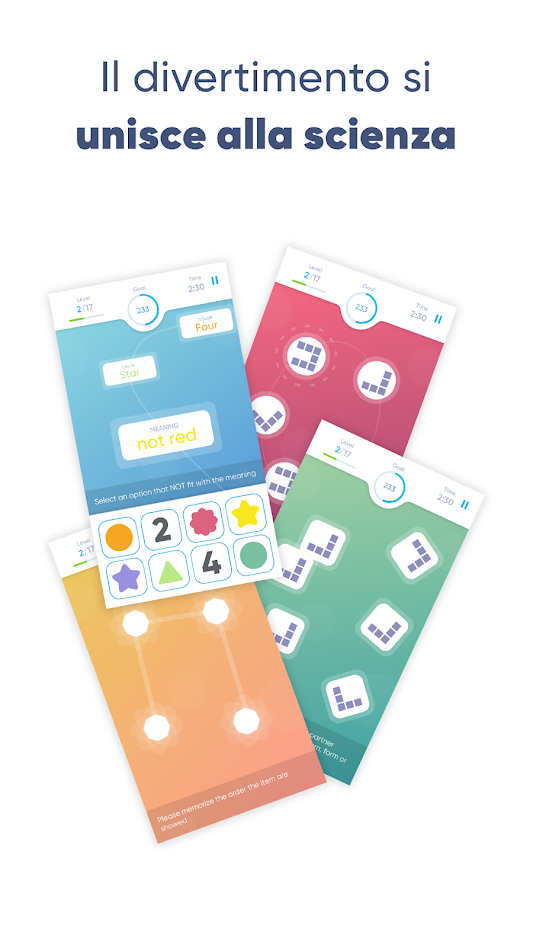 Il divertimento si
unisce alla scienza
Level
2/17
Goal
233
Time
2:30
COLOR
Four
COLOR
Star
MEANING
not red
Select an option that NOT fit with the meaning
2
4
Level
2/17
Goal
233
Time
2:30
Level
2/17
Goal
233
Time
2:30
partner
form or
Level
2/17
Please memorize the order the item are
showed